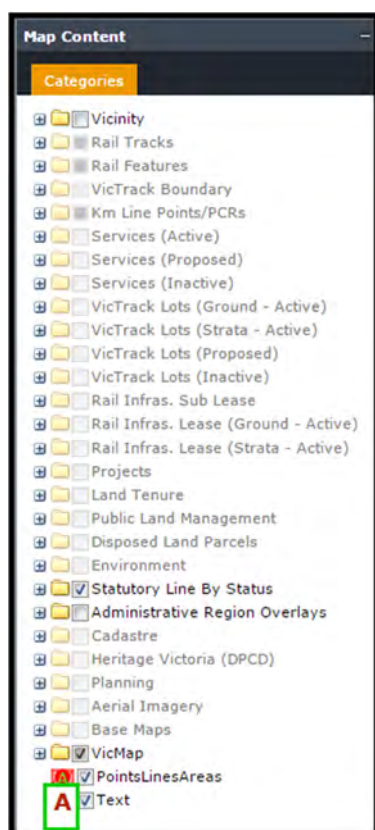 Map Content
Categories
Vicinity
Rail Tracks
Rail Features
VicTrack Boundary
Km Line Points/PCRs
Services (Active)
Services (Proposed)
Services (Inactive)
VicTrack Lots (Ground - Active)
VicTrack Lots (Strata - Active)
VicTrack Lots (Proposed)
VicTrack Lots (Inactive)
Rail Infras. Sub Lease
Rail Infras. Lease (Ground - Active)
Rail Infras. Lease (Strata - Active)
Projects
Land Tenure
Public Land Management
Disposed Land Parcels
Environment
Statutory Line By Status
Administrative Region Overlays
Cadastre
Heritage Victoria (DPCD)
Planning
Aerial Imagery
Base Maps
VicMap
A PointsLinesAreas
A Text